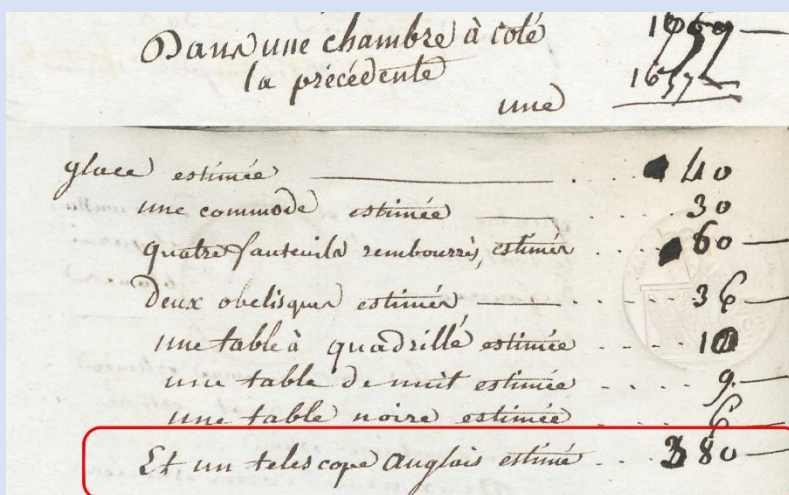 Dans une chambre à coté
la précédente
une
glace estimée ——— . . 40
une commode estimée —— . . . . 30
quatre fauteuils rembourrés, estimés 60 —
deux obelisques estimés —— . . . - 36 —
une table à quadrille estimée - - - - 10
une table de nuit estimée . . . . 9 —
une table noire estimée 6
Et un telescope Anglais estimé . . 380 —